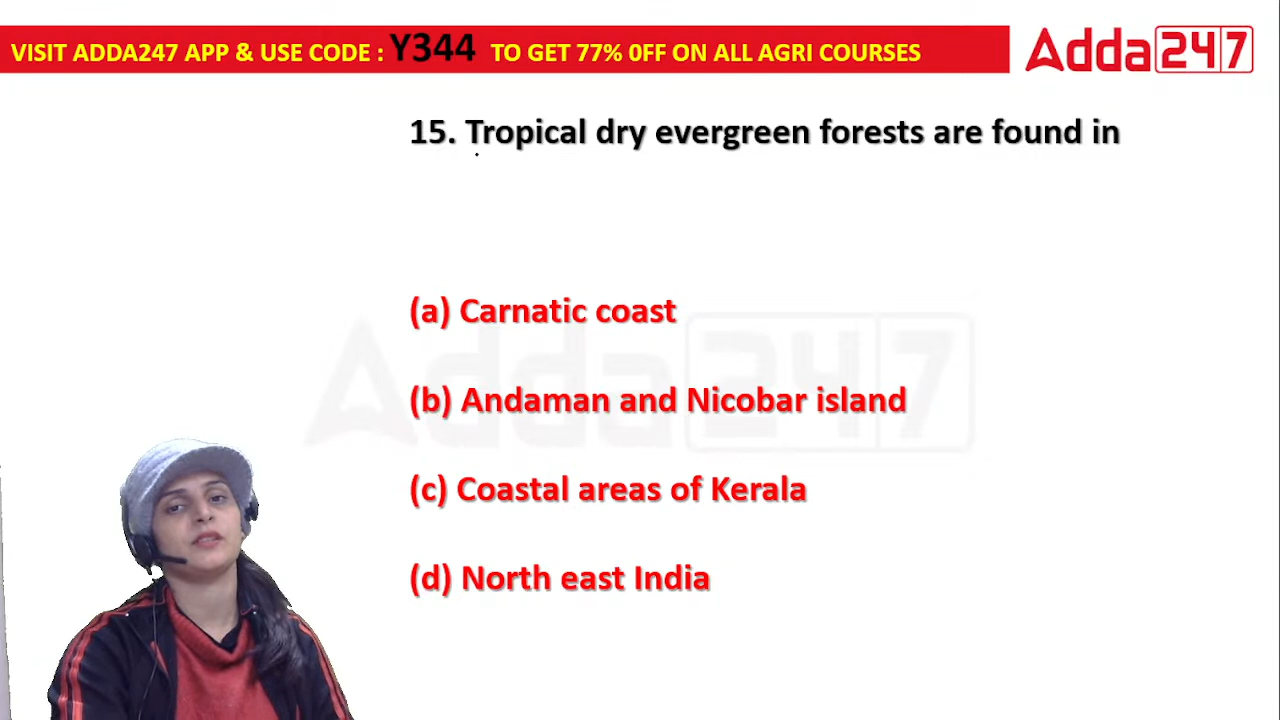 VISIT ADDA247 APP & USE CODE : Y344 TO GET 77% 0FF ON ALL AGRI COURSES
Adda247
15. Tropical dry evergreen forests are found in
(a) Carnatic coast
(b) Andaman and Nicobar island
(c) Coastal areas of Kerala
(d) North east India
Adda247